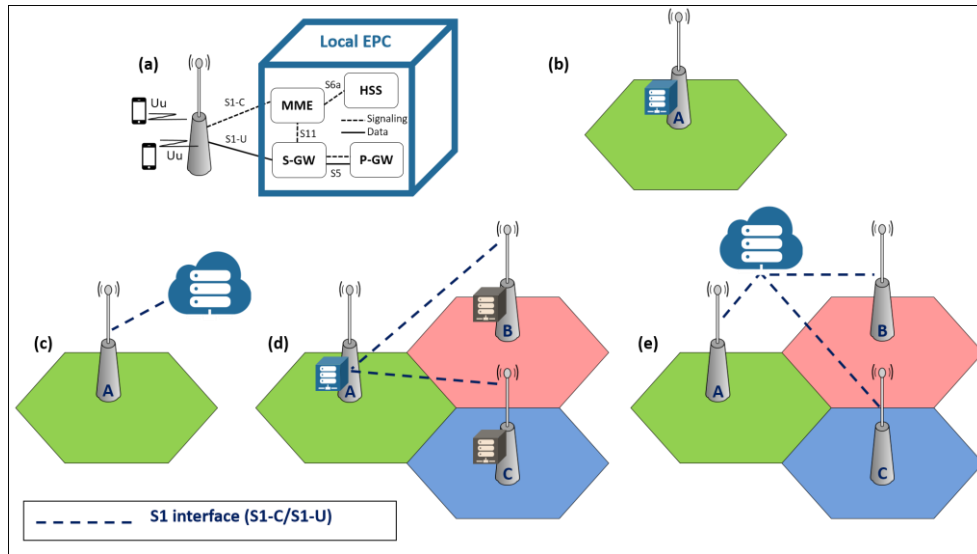 Local EPC
(a)
Uu
Uu
S1-C
S1-U
MME
S6a
HSS
Signaling
Data
S11
S-GW
S5
P-GW
(b)
A
(c)
A
(d)
A
B
C
(e)
A
B
C
S1 interface (S1-C/S1-U)